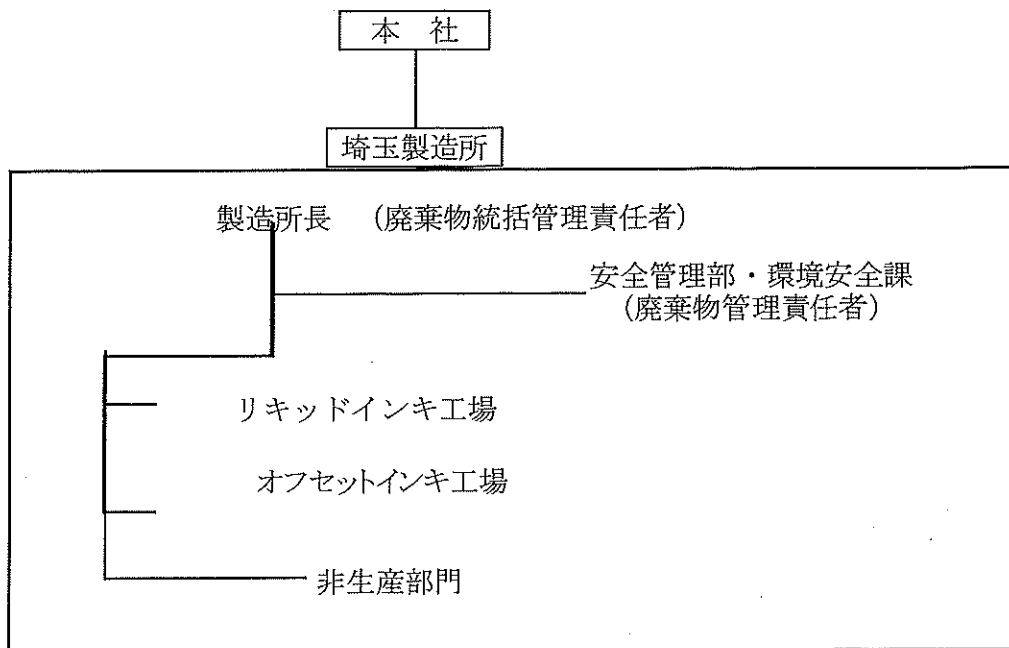 本 社
埼玉製造所
製造所長 (廃棄物統括管理責任者)
安全管理部・環境安全課
(廃棄物管理責任者)
リキッドインキ工場
オフセットインキ工場
非生産部門